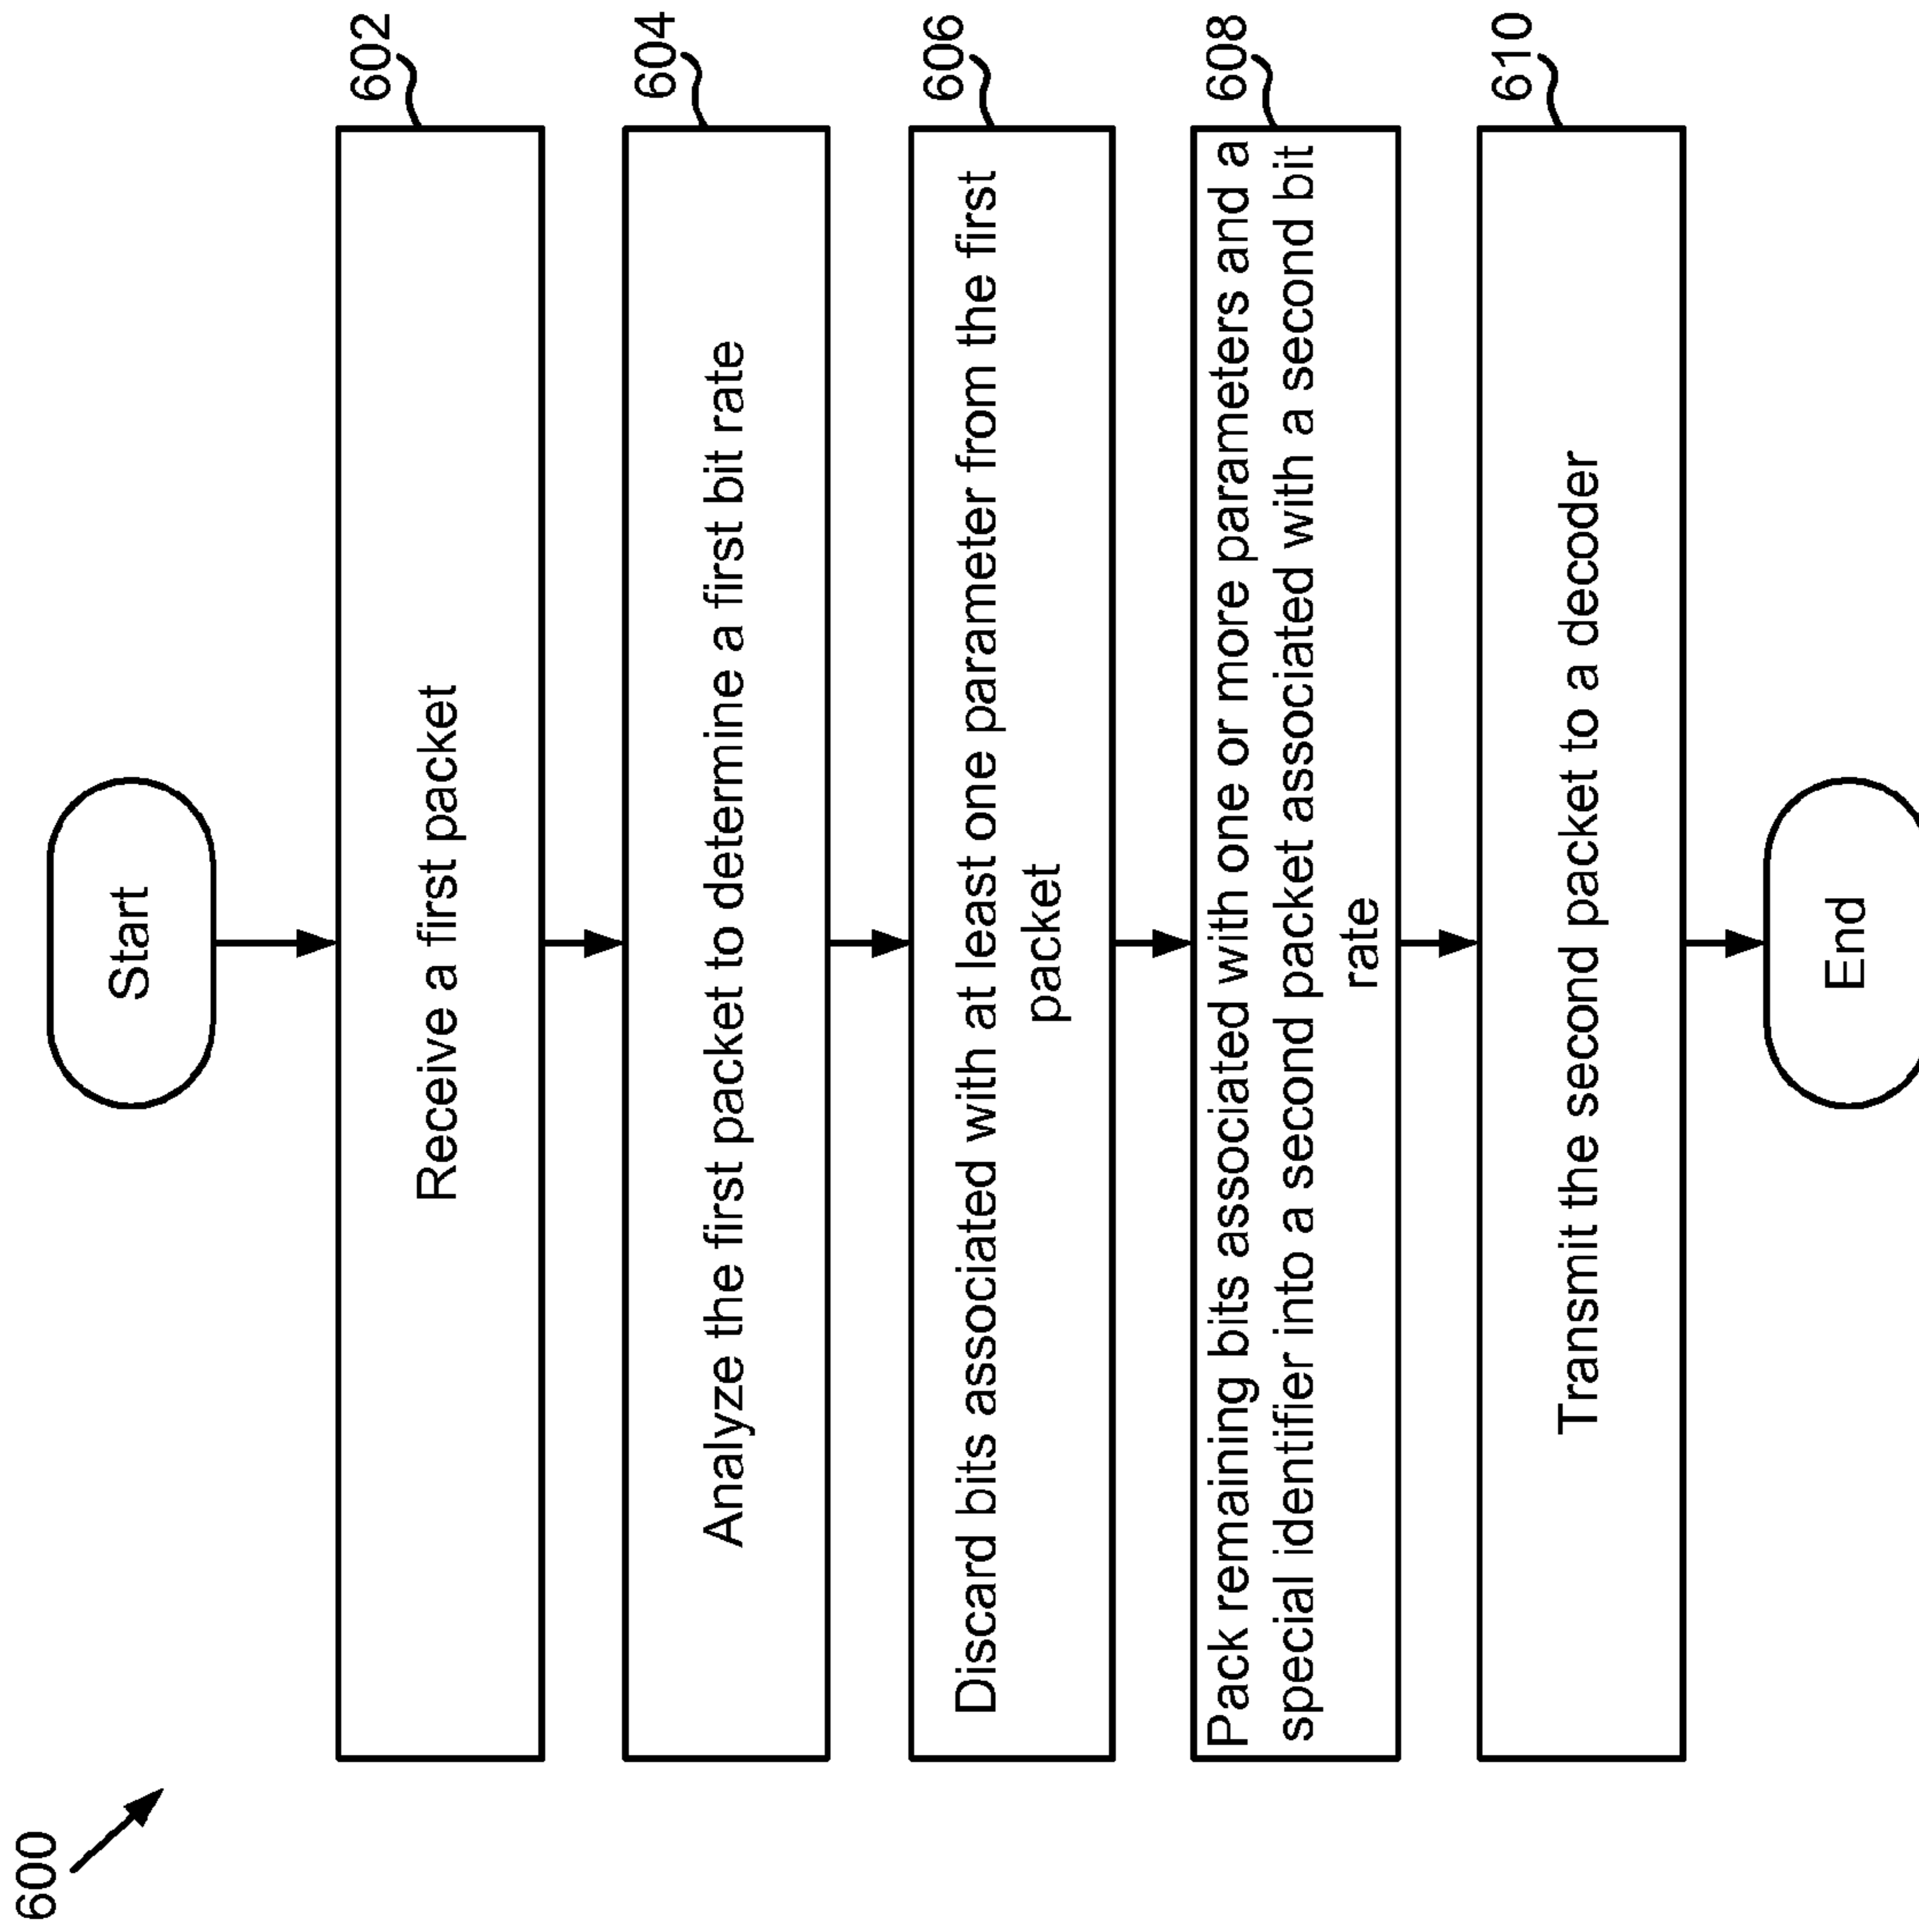 600
Start
Receive a first packet
602
Analyze the first packet to determine a first bit rate
604
Discard bits associated with at least one parameter from the first
packet
606
Pack remaining bits associated with one or more parameters and a
special identifier into a second packet associated with a second bit
rate
608
Transmit the second packet to a decoder
610
End